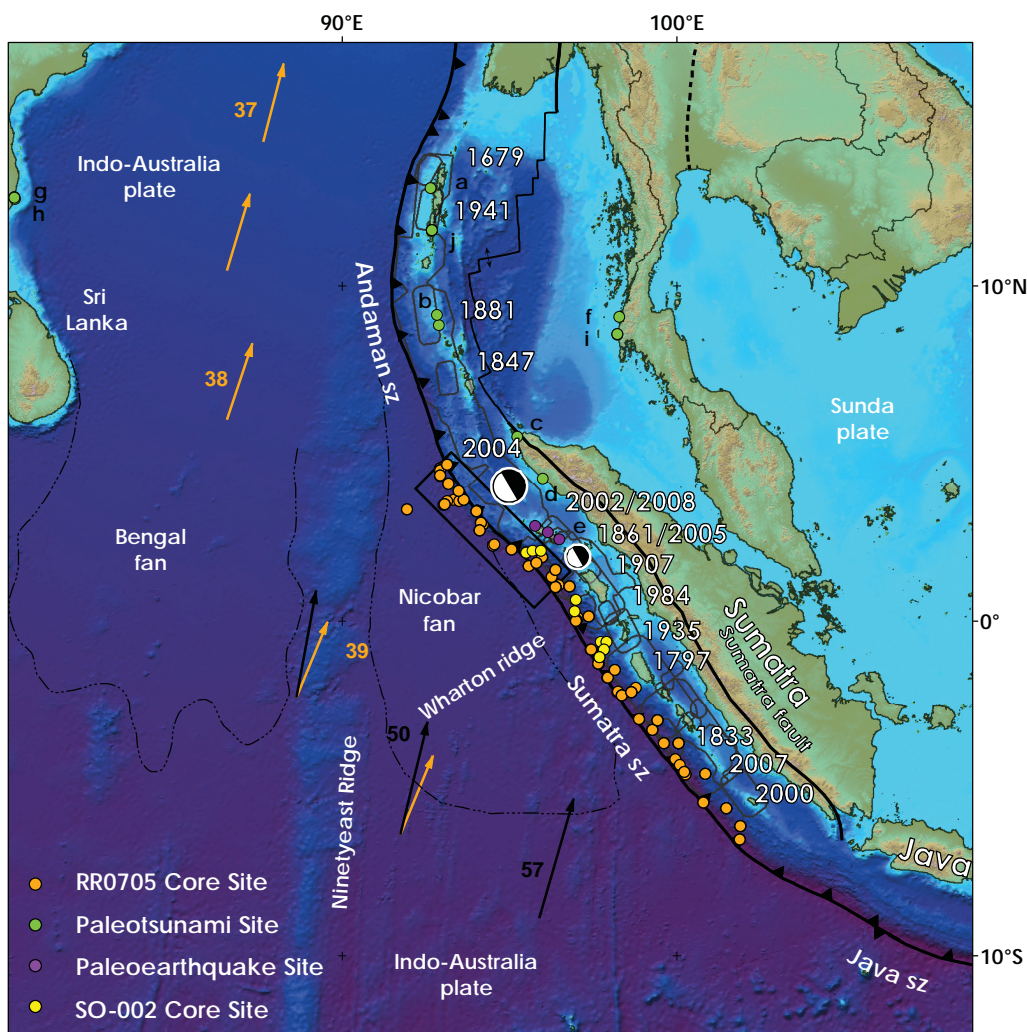 90°E
100°E
37
Indo-Australia
plate
1679
a
g
h
1941
j
Andaman sz
10°N
Sri
Lanka
b
1881
f
i
1847
38
Sunda
plate
c
2004
d
2002/2008
e
1861/2005
Bengal
fan
1907
Nicobar
fan
1984
0°
39
1935
Sumatra
Sumatra fault
1797
Wharton ridge
Sumatra sz
50
1833
2007
2000
Ninetyeast Ridge
Java
57
RR0705 Core Site
Paleotsunami Site
Paleoearthquake Site
SO-002 Core Site
Indo-Australia
plate
Java sz
10°S